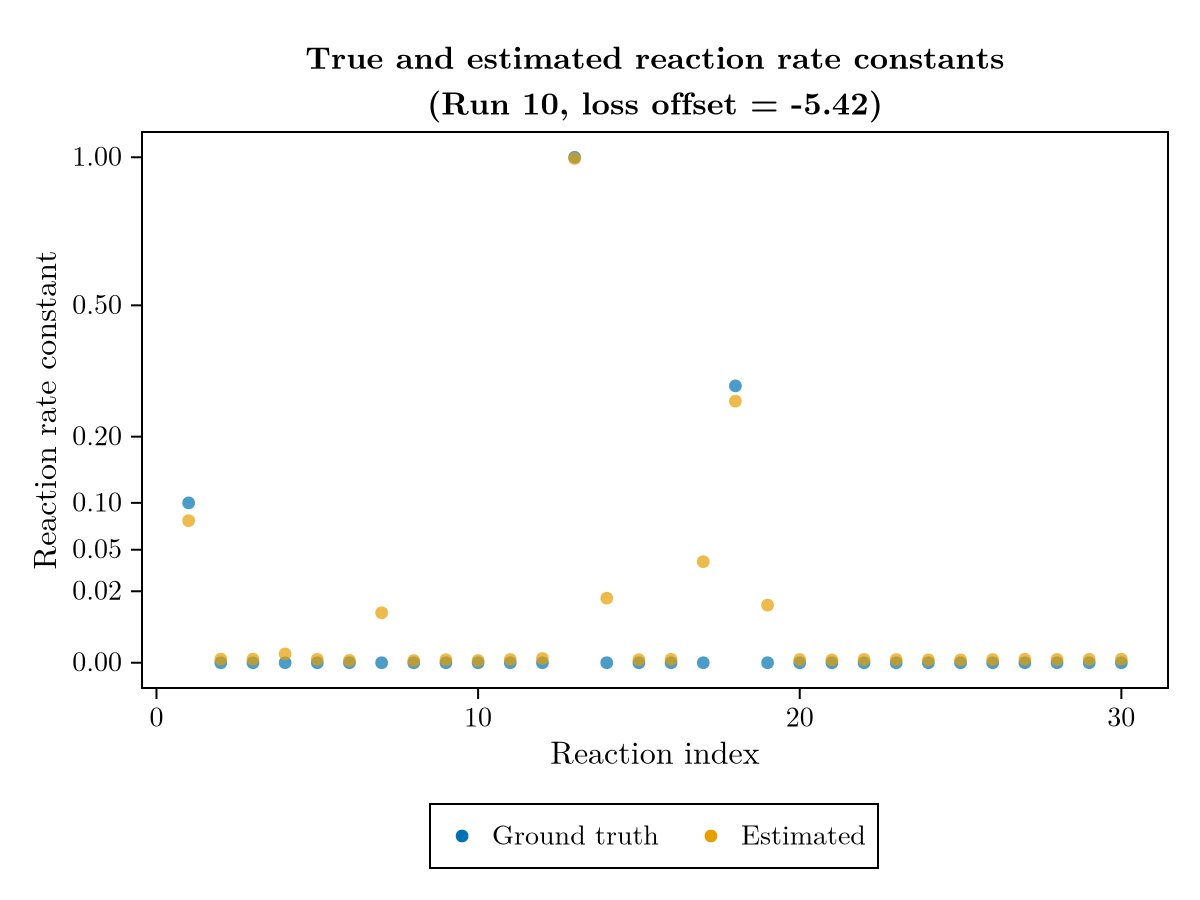 True and estimated reaction rate constants
(Run 10, loss offset = -5.42)
Reaction rate constant
1.00
0.50
0.20
0.10
0.05
0.02
0.00
0 10 20 30
Reaction index
Ground truth Estimated